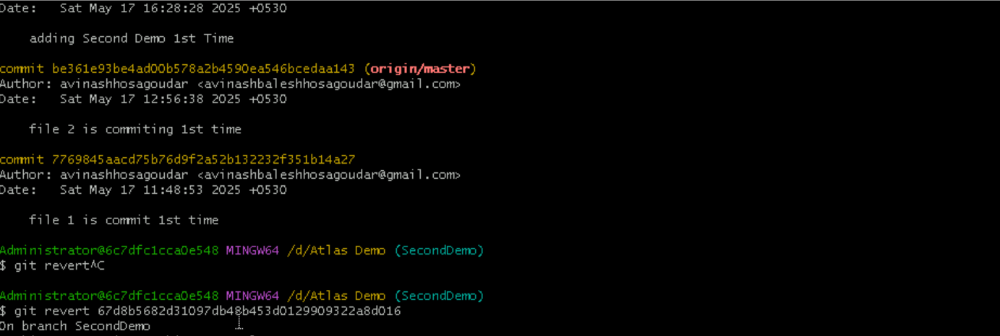 Date:   Sat May 17 16:28:28 2025 +0530
adding Second Demo 1st Time
commit be361e93be4ad00b578a2b4590ea546bcedaa143 (origin/master)
Author: avinashhosagoudar <avinashbaleshhosagoudar@gmail.com>
Date:   Sat May 17 12:56:38 2025 +0530
file 2 is commiting 1st time
commit 7769845aacd75b76d9f2a52b132232f351b14a27
Author: avinashhosagoudar <avinashbaleshhosagoudar@gmail.com>
Date:   Sat May 17 11:48:53 2025 +0530
file 1 is commit 1st time
Administrator@6c7dfc1cca0e548 MINGW64 /d/Atlas Demo (SecondDemo)
$ git revert^C
Administrator@6c7dfc1cca0e548 MINGW64 /d/Atlas Demo (SecondDemo)
$ git revert 67d8b5682d31097db48b453d0129909322a8d016
On branch SecondDemo